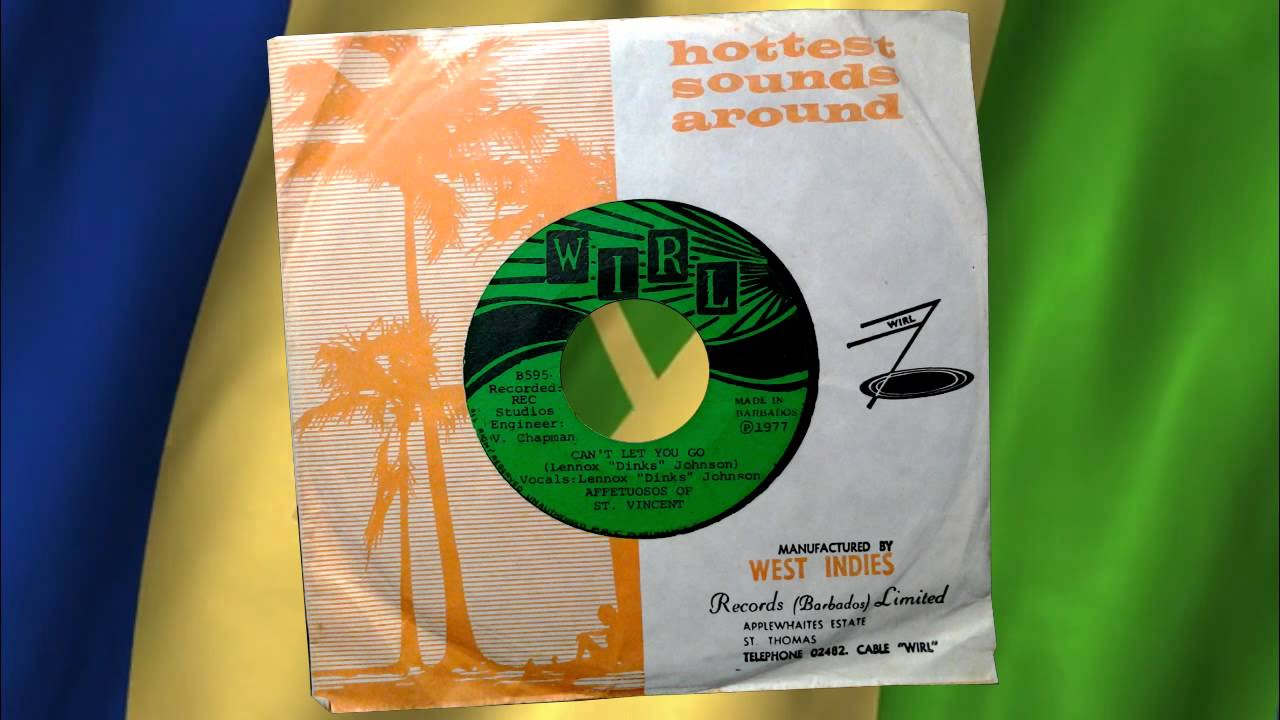 hottest
sounds
around
WIRL
WIRL
B595
Recorded:
REC
Studios
Engineer:
V. Chapman
MADE IN
BARBADOS
℗1977
CAN'T LET YOU GO
(Lennox "Dinks" Johnson)
Vocals:Lennox "Dinks" Johnson
AFFETUOSOS OF
ST. VINCENT
MANUFACTURED BY
WEST INDIES
Records (Barbados) Limited
APPLEWHAITES ESTATE
ST. THOMAS
TELEPHONE 02482. CABLE "WIRL"